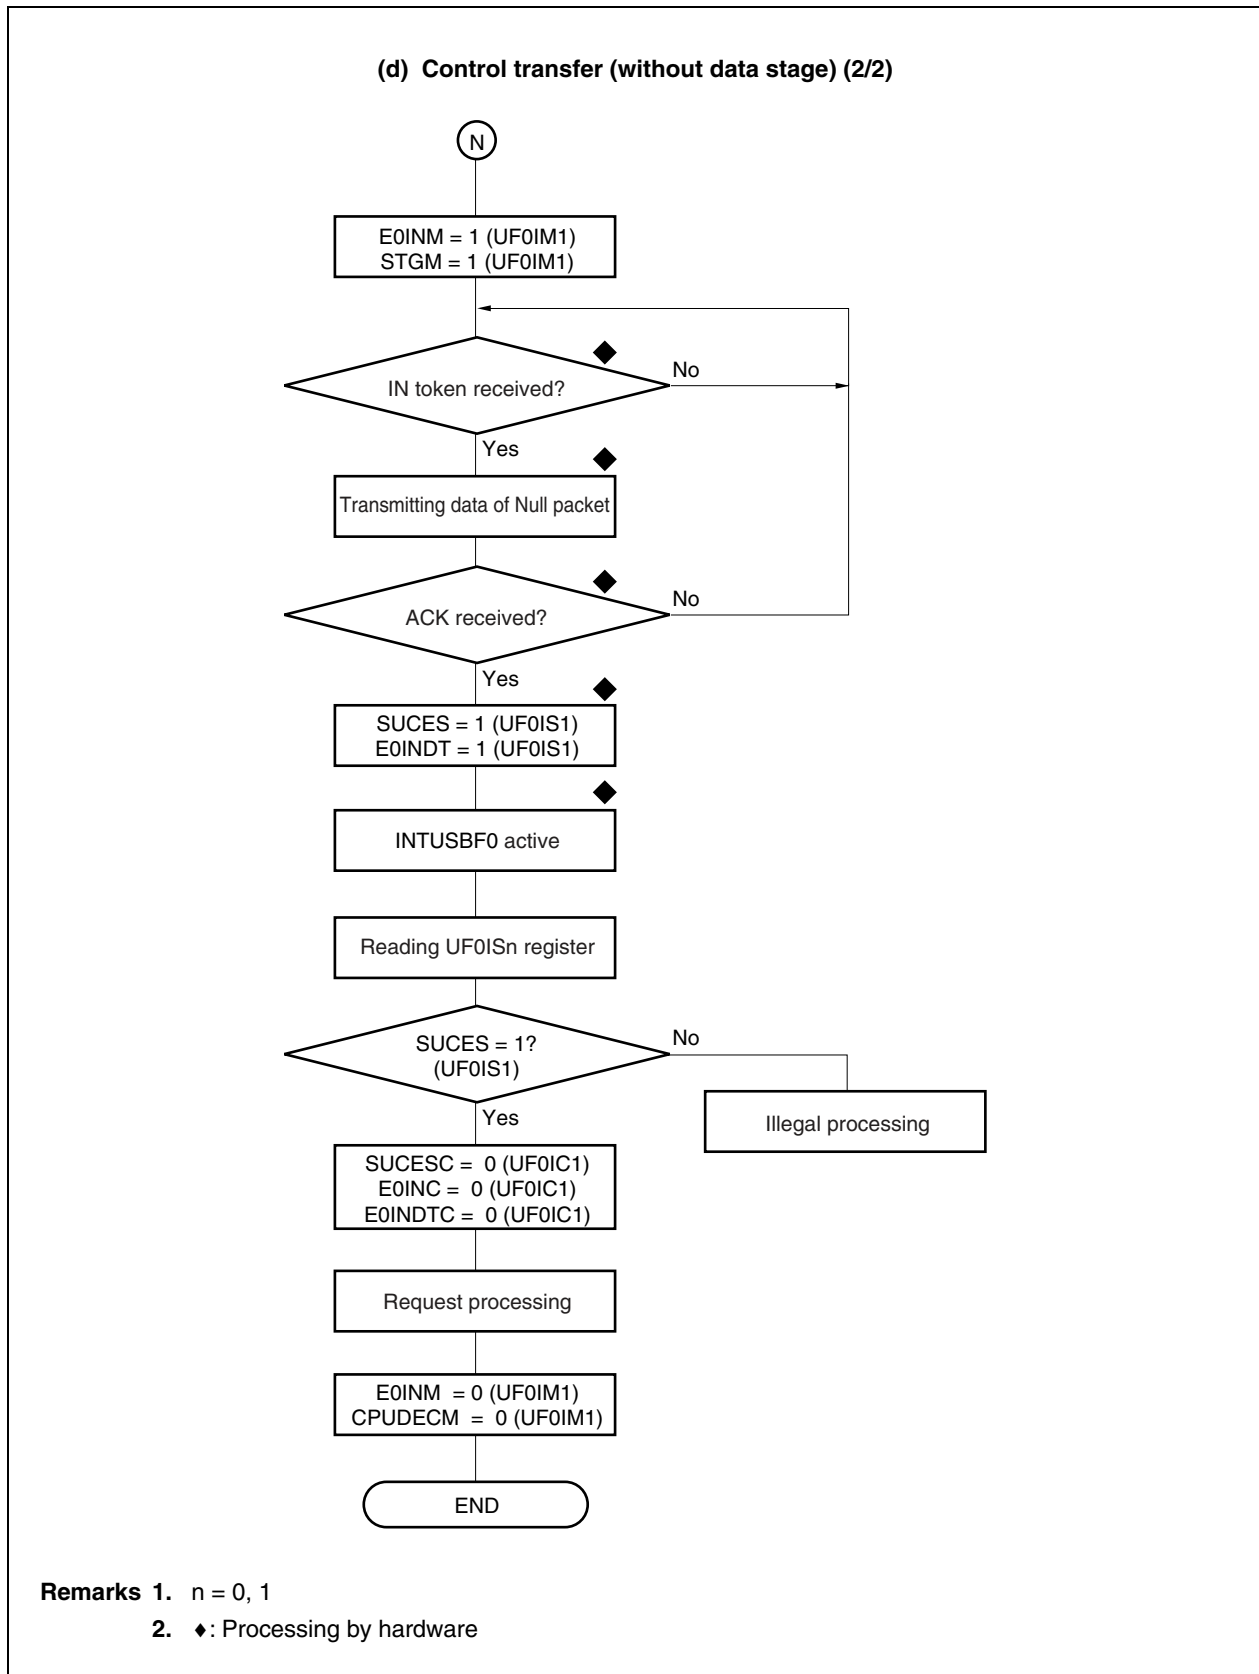 (d) Control transfer (without data stage) (2/2)
N
E0INM = 1 (UF0IM1)
STGM = 1 (UF0IM1)
IN token received?
No
Yes
Transmitting data of Null packet
ACK received?
No
Yes
SUCES = 1 (UF0IS1)
E0INDT = 1 (UF0IS1)
INTUSBF0 active
Reading UF0ISn register
SUCES = 1?
(UF0IS1)
No
Illegal processing
Yes
SUCESC = 0 (UF0IC1)
E0INC = 0 (UF0IC1)
E0INDTC = 0 (UF0IC1)
Request processing
E0INM = 0 (UF0IM1)
CPUDECM = 0 (UF0IM1)
END
Remarks 1. n = 0, 1
2. ♦: Processing by hardware